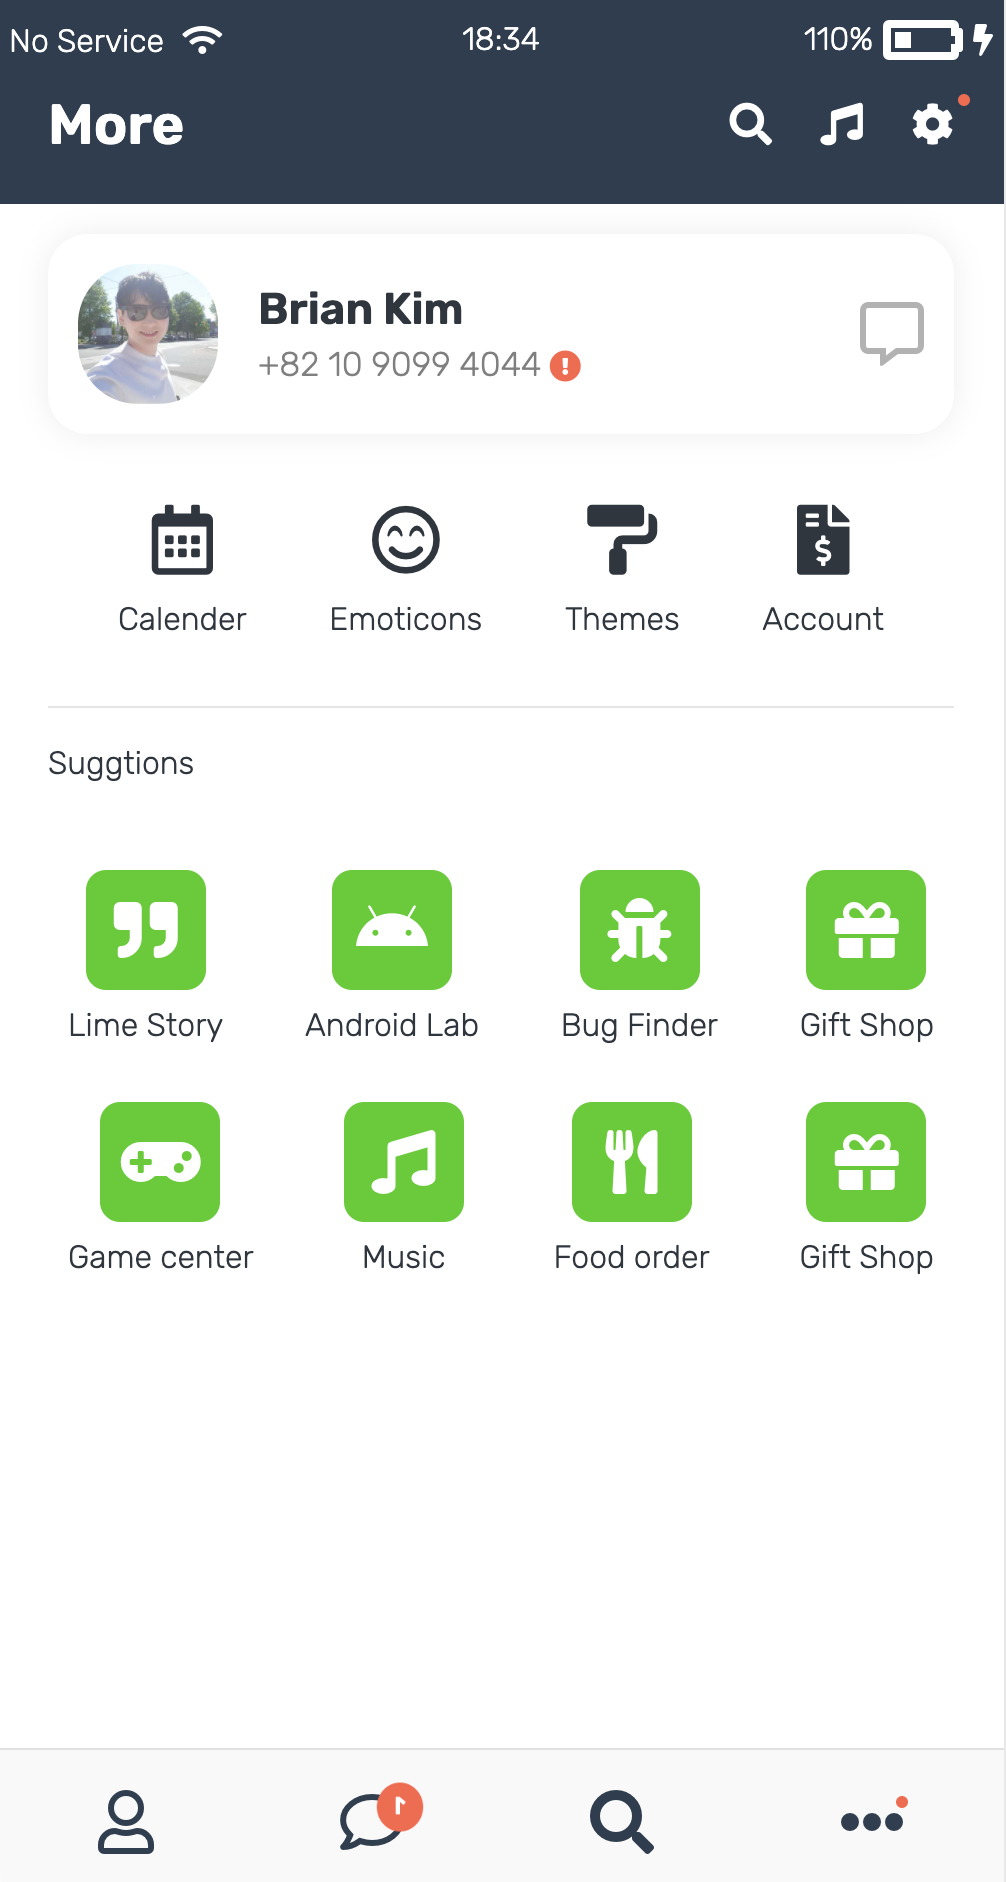 No Service 18:34 110%
More
Brian Kim
+82 10 9099 4044
Calender Emoticons Themes Account
Suggtions
Lime Story Android Lab Bug Finder Gift Shop
Game center Music Food order Gift Shop
1